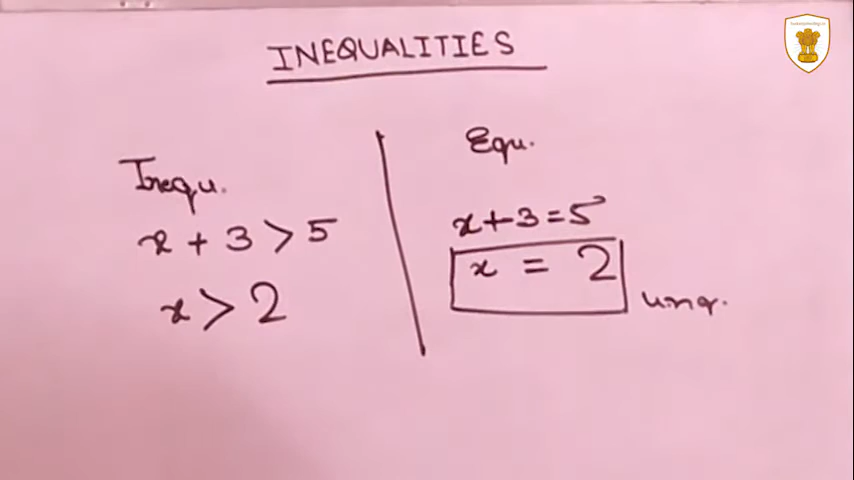 INEQUALITIES
Inequ.
x + 3 > 5
x > 2
Equ.
x+3=5
x = 2
unq.